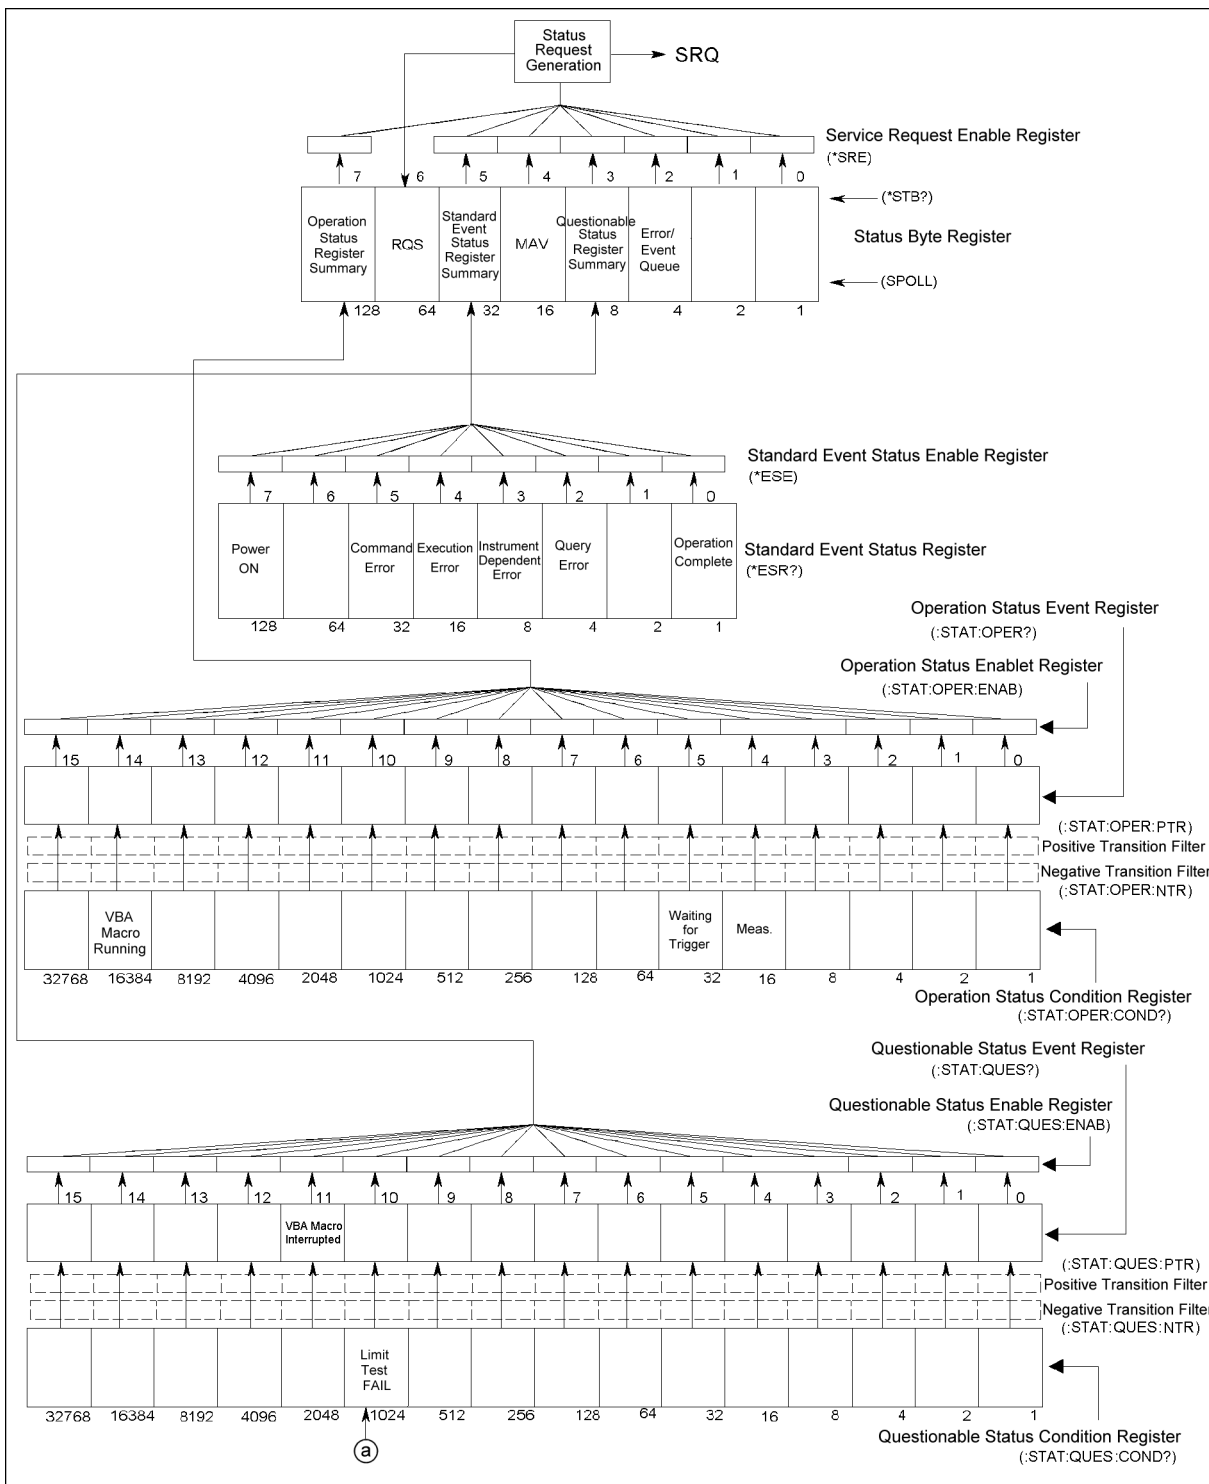 Status
Request
Generation
SRQ
Service Request Enable Register
(*SRE)
7 6 5 4 3 2 1 0
(*STB?)
Operation
Status
Register
Summary
RQS
Standard
Event
Status
Register
Summary
MAV
Questionable
Status
Register
Summary
Error/
Event
Queue
Status Byte Register
(SPOLL)
128 64 32 16 8 4 2 1
Standard Event Status Enable Register
(*ESE)
7 6 5 4 3 2 1 0
Power
ON
Command
Error
Execution
Error
Instrument
Dependent
Error
Query
Error
Operation
Complete
Standard Event Status Register
(*ESR?)
128 64 32 16 8 4 2 1
Operation Status Event Register
(:STAT:OPER?)
Operation Status Enablet Register
(:STAT:OPER:ENAB)
15 14 13 12 11 10 9 8 7 6 5 4 3 2 1 0
(:STAT:OPER:PTR)
Positive Transition Filter
Negative Transition Filter
(:STAT:OPER:NTR)
VBA
Macro
Running
Waiting
for
Trigger
Meas.
32768 16384 8192 4096 2048 1024 512 256 128 64 32 16 8 4 2 1
Operation Status Condition Register
(:STAT:OPER:COND?)
Questionable Status Event Register
(:STAT:QUES?)
Questionable Status Enable Register
(:STAT:QUES:ENAB)
15 14 13 12 11 10 9 8 7 6 5 4 3 2 1 0
VBA Macro
Interrupted
(:STAT:QUES:PTR)
Positive Transition Filter
Negative Transition Filter
(:STAT:QUES:NTR)
Limit
Test
FAIL
32768 16384 8192 4096 2048 1024 512 256 128 64 32 16 8 4 2 1
a
Questionable Status Condition Register
(:STAT:QUES:COND?)